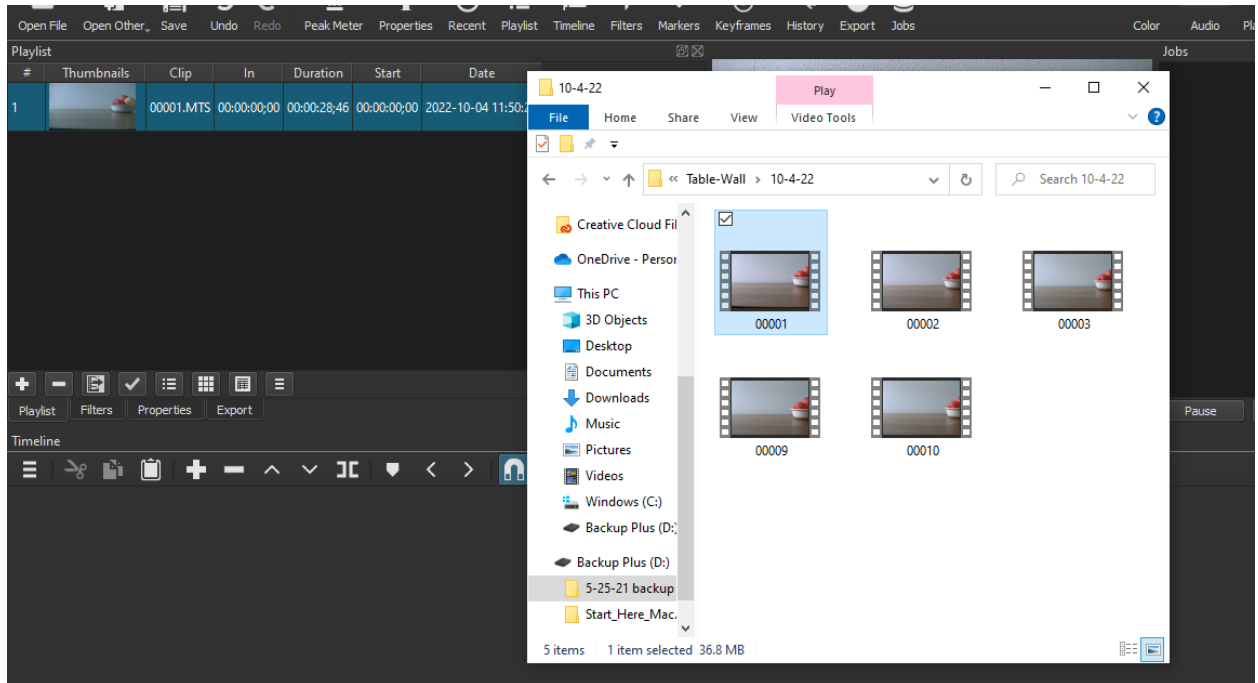 Open File Open Other Save Undo Redo Peak Meter Properties Recent Playlist Timeline Filters Markers Keyframes History Export Jobs Color Audio
Playlist
Jobs
# Thumbnails Clip In Duration Start Date
1 00001.MTS 00:00:00;00 00:00:28;46 00:00:00;00 2022-10-04 11:50:
Playlist Filters Properties Export
Pause
Timeline
10-4-22 Play
File Home Share View Video Tools
« Table-Wall > 10-4-22
Search 10-4-22
Creative Cloud Fil
OneDrive - Person
This PC
3D Objects
Desktop
Documents
Downloads
Music
Pictures
Videos
Windows (C:)
Backup Plus (D:)
Backup Plus (D:)
5-25-21 backup
Start_Here_Mac.
00001 00002 00003
00009 00010
5 items 1 item selected 36.8 MB